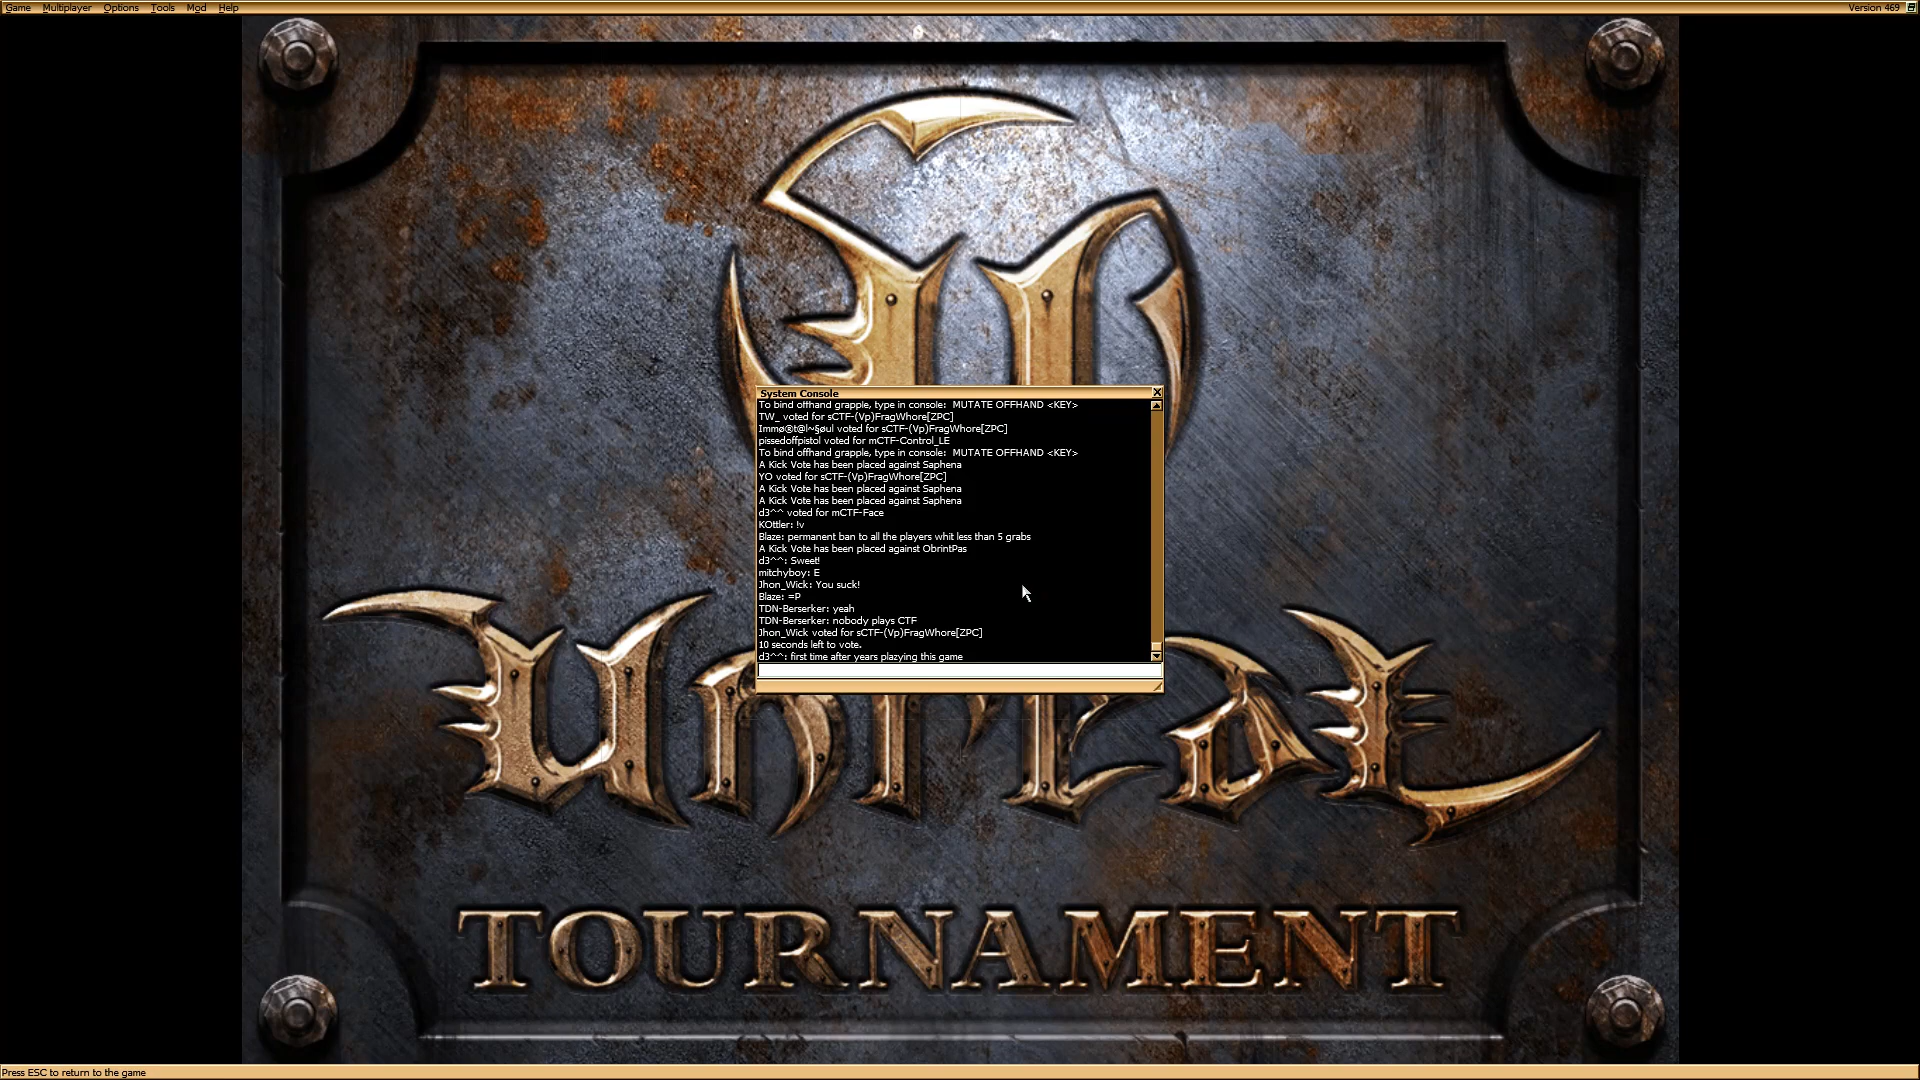 Game Multiplayer Options Tools Mod Help Version 469
System Console
To bind offhand grapple, type in console: MUTATE OFFHAND <KEY>
TW_ voted for sCTF-(Vp)FragWhore[ZPC]
Immø®t@l~§øul voted for sCTF-(Vp)FragWhore[ZPC]
pissedoffpistol voted for mCTF-Control_LE
To bind offhand grapple, type in console: MUTATE OFFHAND <KEY>
A Kick Vote has been placed against Saphena
YO voted for sCTF-(Vp)FragWhore[ZPC]
A Kick Vote has been placed against Saphena
A Kick Vote has been placed against Saphena
d3^^ voted for mCTF-Face
KOttler: !v
Blaze: permanent ban to all the players whit less than 5 grabs
A Kick Vote has been placed against ObrintPas
d3^^: Sweet!
mitchyboy: E
Jhon_Wick: You suck!
Blaze: =P
TDN-Berserker: yeah
TDN-Berserker: nobody plays CTF
Jhon_Wick voted for sCTF-(Vp)FragWhore[ZPC]
10 seconds left to vote.
d3^^: first time after years plazying this game
UNREAL
TOURNAMENT
Press ESC to return to the game